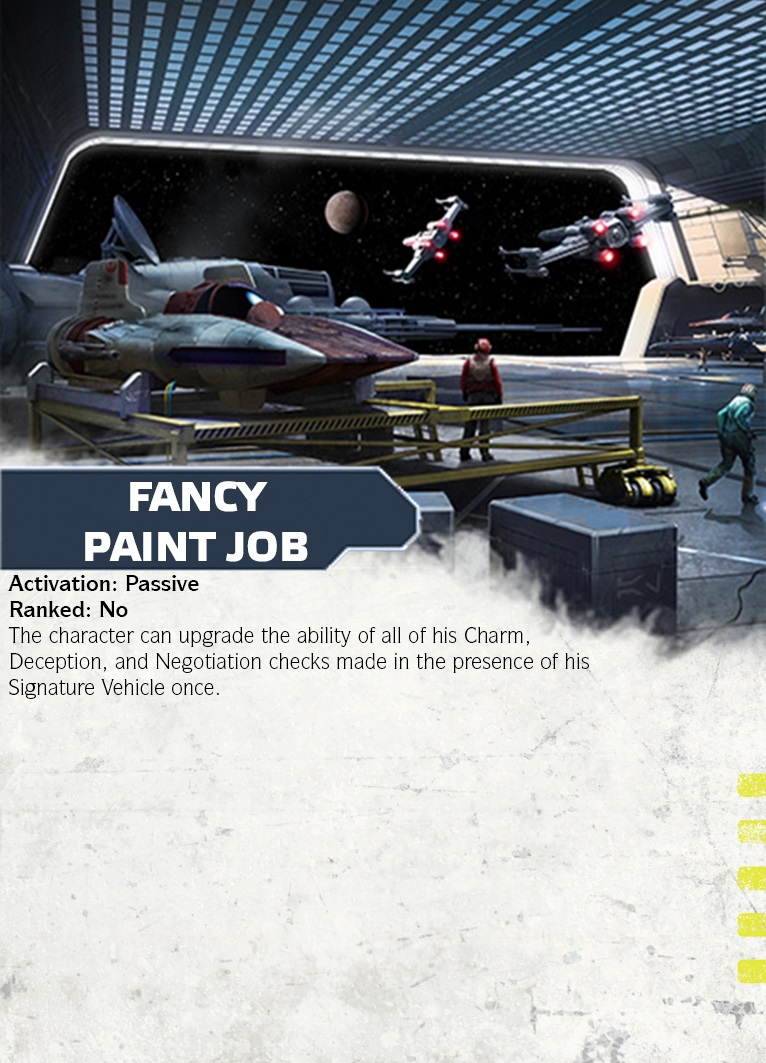 FANCY
PAINT JOB
Activation: Passive
Ranked: No
The character can upgrade the ability of all of his Charm,
Deception, and Negotiation checks made in the presence of his
Signature Vehicle once.